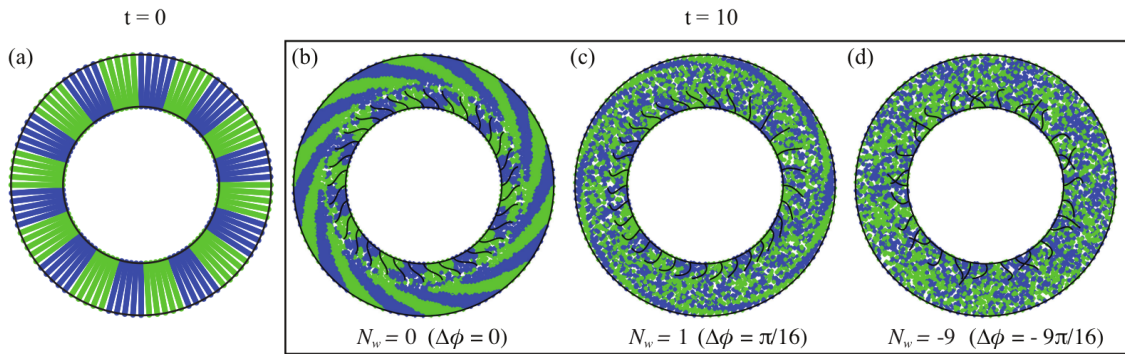 t = 0
t = 10
(a)
(b)
(c)
(d)
N_w = 0 (Δϕ = 0)
N_w = 1 (Δϕ = π/16)
N_w = -9 (Δϕ = - 9π/16)